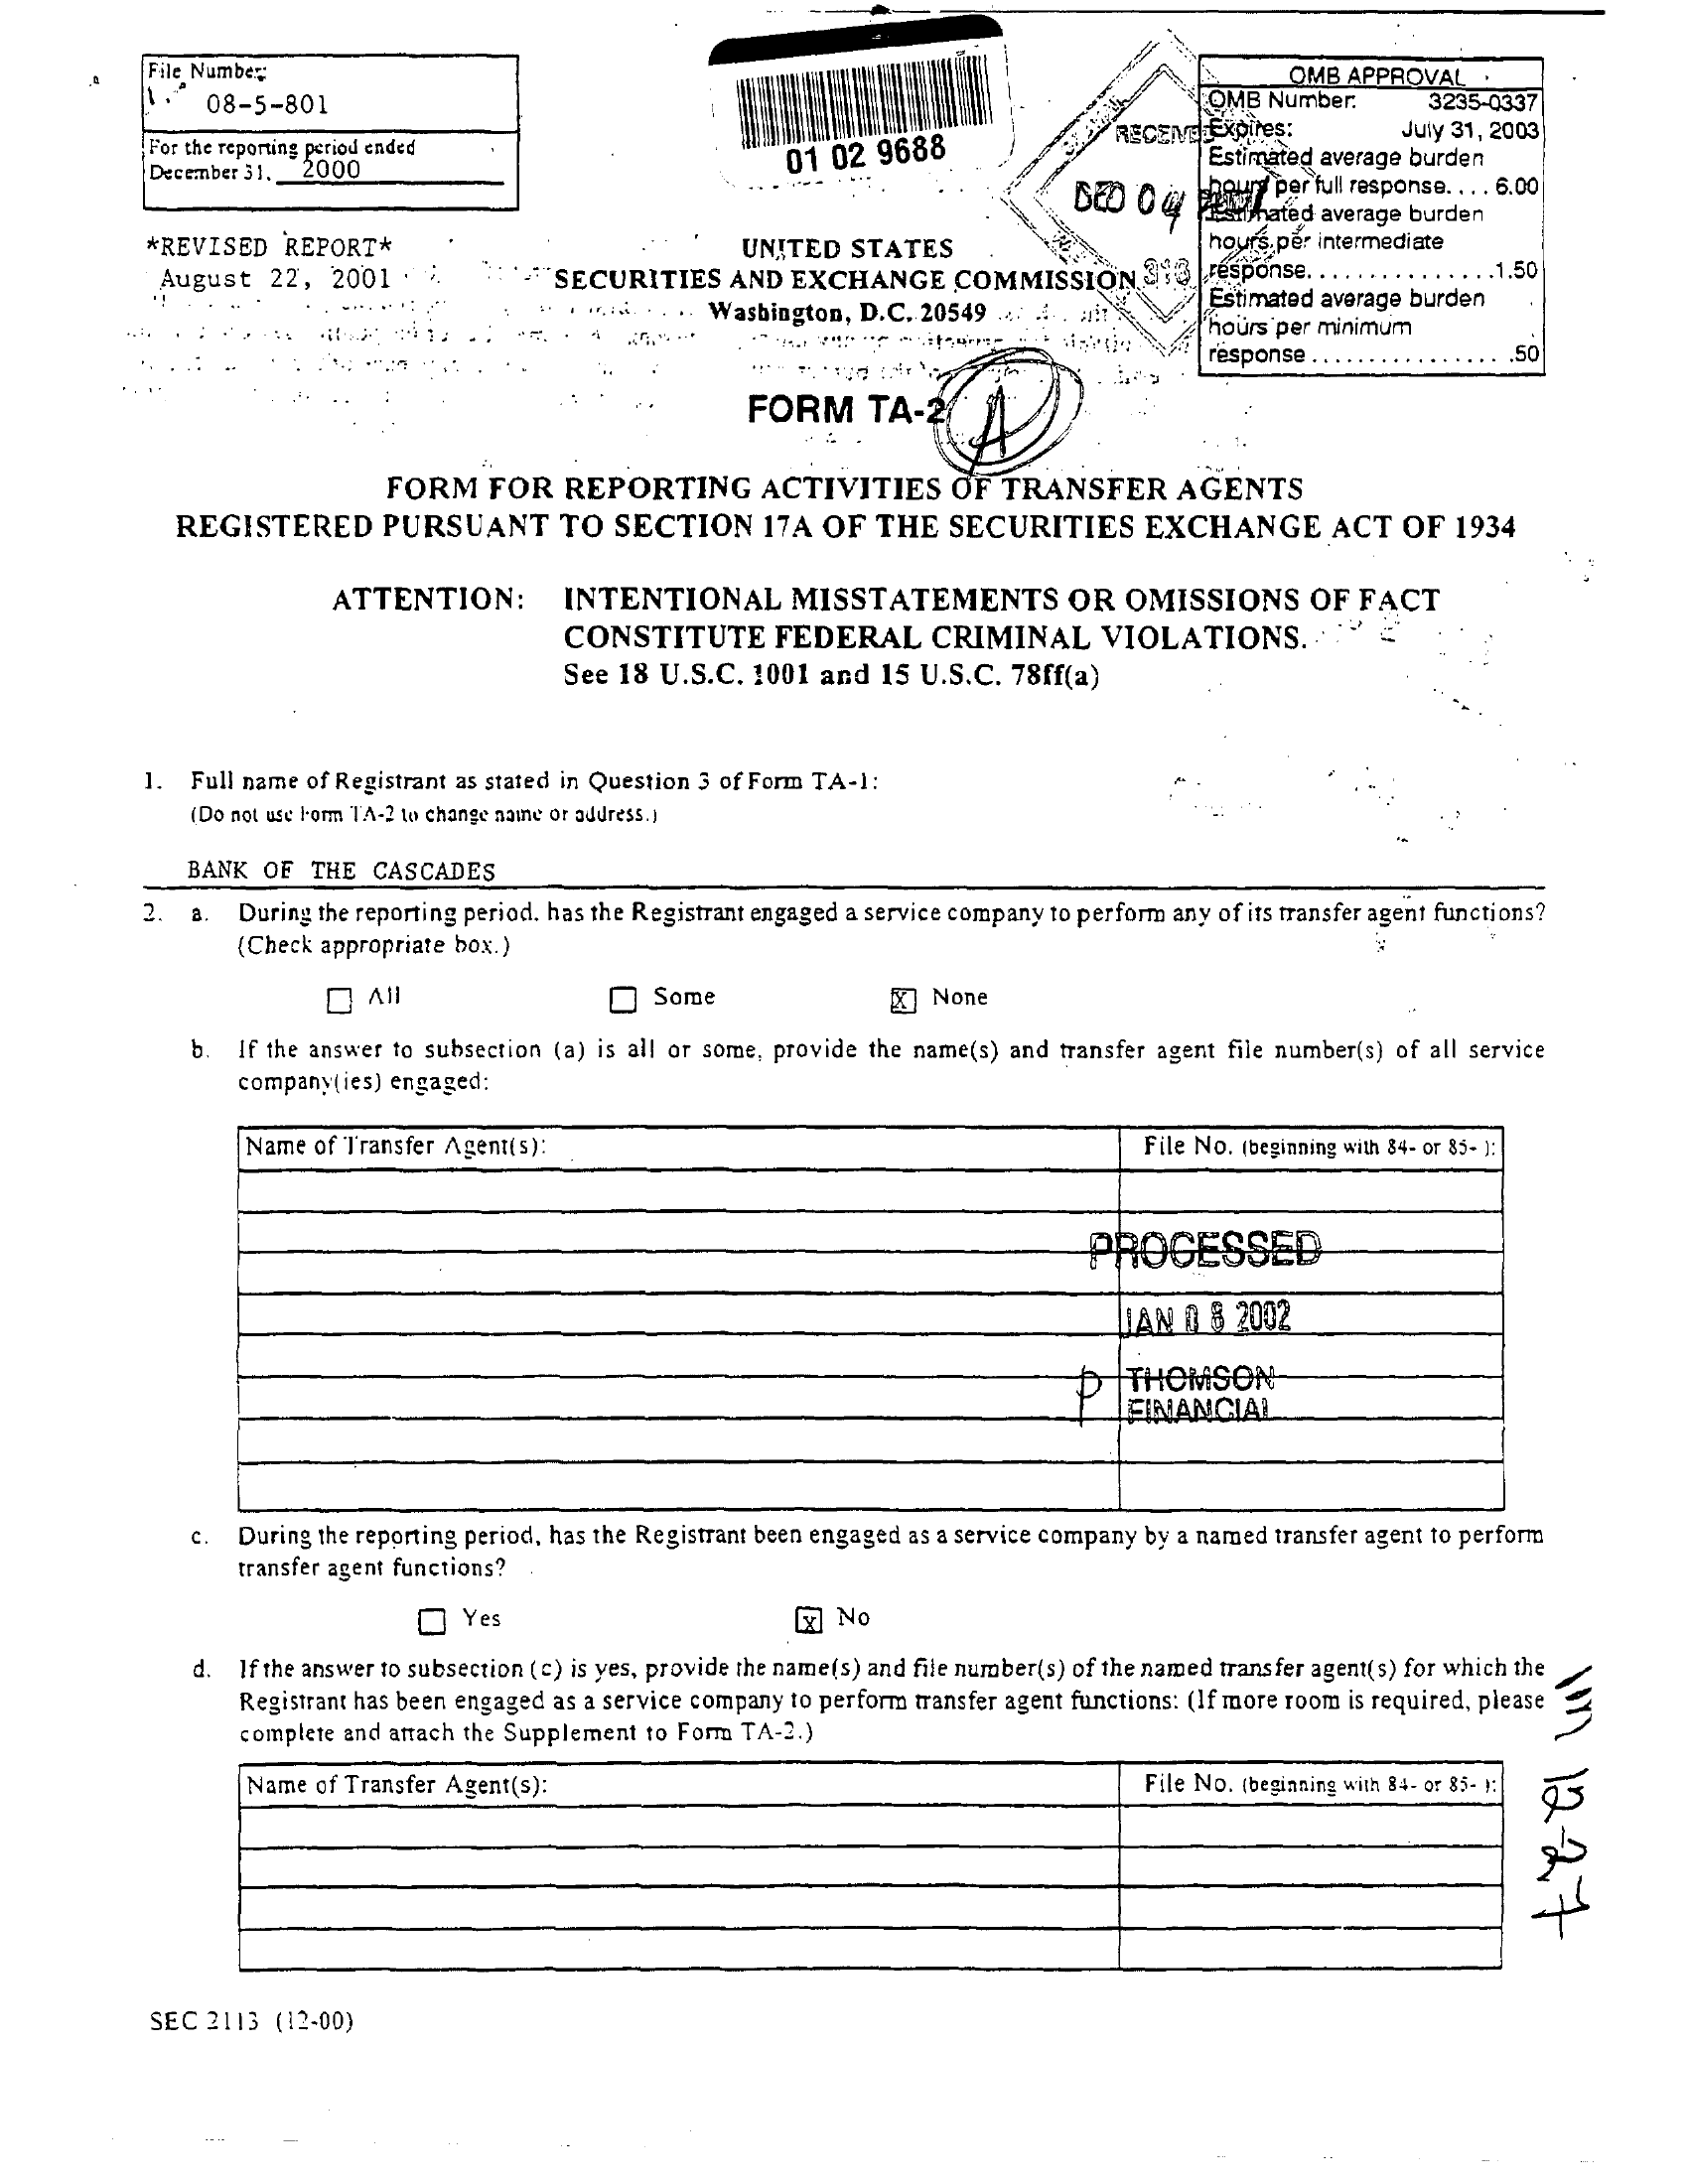 File Number:
08-5-801
For the reporting period ended
December 31, 2000
*REVISED REPORT*
August 22, 2001
01 02 9688
RECEIVED
DEC 04
313
OMB APPROVAL
OMB Number: 3235-0337
Expires: July 31, 2003
Estimated average burden
hours per full response.... 6.00
Estimated average burden
hours per intermediate
response...............1.50
Estimated average burden
hours per minimum
response................ .50
UNITED STATES
SECURITIES AND EXCHANGE COMMISSION
Washington, D.C. 20549
FORM TA-2
A
FORM FOR REPORTING ACTIVITIES OF TRANSFER AGENTS
REGISTERED PURSUANT TO SECTION 17A OF THE SECURITIES EXCHANGE ACT OF 1934
ATTENTION: INTENTIONAL MISSTATEMENTS OR OMISSIONS OF FACT
CONSTITUTE FEDERAL CRIMINAL VIOLATIONS.
See 18 U.S.C. 1001 and 15 U.S.C. 78ff(a)
1. Full name of Registrant as stated in Question 3 of Form TA-1:
(Do not use Form TA-2 to change name or address.)
BANK OF THE CASCADES
2. a. During the reporting period, has the Registrant engaged a service company to perform any of its transfer agent functions?
(Check appropriate box.)
All Some X None
b. If the answer to subsection (a) is all or some, provide the name(s) and transfer agent file number(s) of all service
company(ies) engaged:
Name of Transfer Agent(s): File No. (beginning with 84- or 85- ):
PROCESSED
JAN 08 2002
P THOMSON
FINANCIAL
c. During the reporting period, has the Registrant been engaged as a service company by a named transfer agent to perform
transfer agent functions?
Yes X No
d. If the answer to subsection (c) is yes, provide the name(s) and file number(s) of the named transfer agent(s) for which the
Registrant has been engaged as a service company to perform transfer agent functions: (If more room is required, please
complete and attach the Supplement to Form TA-2.)
Name of Transfer Agent(s): File No. (beginning with 84- or 85- ):
12-27
SEC 2113 (12-00)